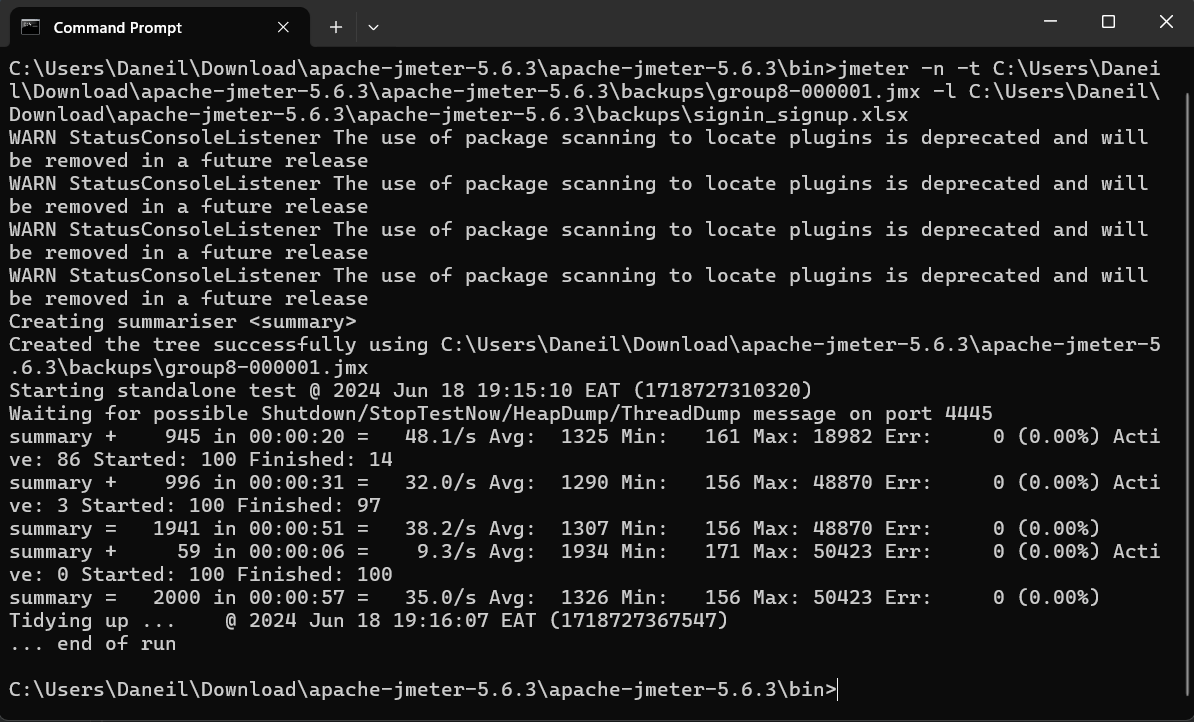 Command Prompt
C:\Users\Daneil\Download\apache-jmeter-5.6.3\apache-jmeter-5.6.3\bin>jmeter -n -t C:\Users\Danei
l\Download\apache-jmeter-5.6.3\apache-jmeter-5.6.3\backups\group8-000001.jmx -l C:\Users\Daneil\
Download\apache-jmeter-5.6.3\apache-jmeter-5.6.3\backups\signin_signup.xlsx
WARN StatusConsoleListener The use of package scanning to locate plugins is deprecated and will
be removed in a future release
WARN StatusConsoleListener The use of package scanning to locate plugins is deprecated and will
be removed in a future release
WARN StatusConsoleListener The use of package scanning to locate plugins is deprecated and will
be removed in a future release
WARN StatusConsoleListener The use of package scanning to locate plugins is deprecated and will
be removed in a future release
Creating summariser <summary>
Created the tree successfully using C:\Users\Daneil\Download\apache-jmeter-5.6.3\apache-jmeter-5
.6.3\backups\group8-000001.jmx
Starting standalone test @ 2024 Jun 18 19:15:10 EAT (1718727310320)
Waiting for possible Shutdown/StopTestNow/HeapDump/ThreadDump message on port 4445
summary +    945 in 00:00:20 =   48.1/s Avg:  1325 Min:   161 Max: 18982 Err:     0 (0.00%) Acti
ve: 86 Started: 100 Finished: 14
summary +    996 in 00:00:31 =   32.0/s Avg:  1290 Min:   156 Max: 48870 Err:     0 (0.00%) Acti
ve: 3 Started: 100 Finished: 97
summary =   1941 in 00:00:51 =   38.2/s Avg:  1307 Min:   156 Max: 48870 Err:     0 (0.00%)
summary +     59 in 00:00:06 =    9.3/s Avg:  1934 Min:   171 Max: 50423 Err:     0 (0.00%) Acti
ve: 0 Started: 100 Finished: 100
summary =   2000 in 00:00:57 =   35.0/s Avg:  1326 Min:   156 Max: 50423 Err:     0 (0.00%)
Tidying up ...    @ 2024 Jun 18 19:16:07 EAT (1718727367547)
... end of run
C:\Users\Daneil\Download\apache-jmeter-5.6.3\apache-jmeter-5.6.3\bin>